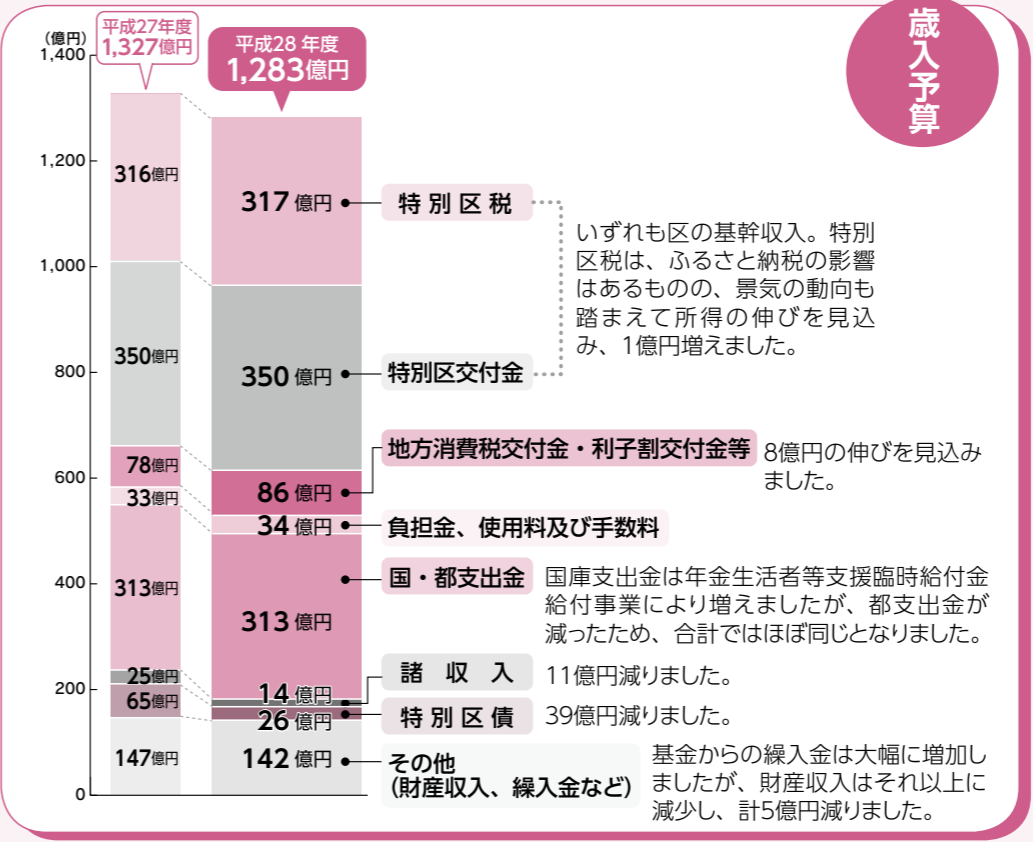 歳入予算
(億円)
平成27年度
1,327億円
平成28年度
1,283億円
1,400
1,200
1,000
800
600
400
200
0
316億円
350億円
78億円
33億円
313億円
25億円
65億円
147億円
317億円
350億円
86億円
34億円
313億円
14億円
26億円
142億円
特別区税
特別区交付金
いずれも区の基幹収入。特別
区税は、ふるさと納税の影響
はあるものの、景気の動向も
踏まえて所得の伸びを見込
み、1億円増えました。
地方消費税交付金・利子割交付金等
8億円の伸びを見込み
ました。
負担金、使用料及び手数料
国・都支出金
国庫支出金は年金生活者等支援臨時給付金
給付事業により増えましたが、都支出金が
減ったため、合計ではほぼ同じとなりました。
諸収入
11億円減りました。
特別区債
39億円減りました。
その他
(財産収入、繰入金など)
基金からの繰入金は大幅に増加し
ましたが、財産収入はそれ以上に
減少し、計5億円減りました。